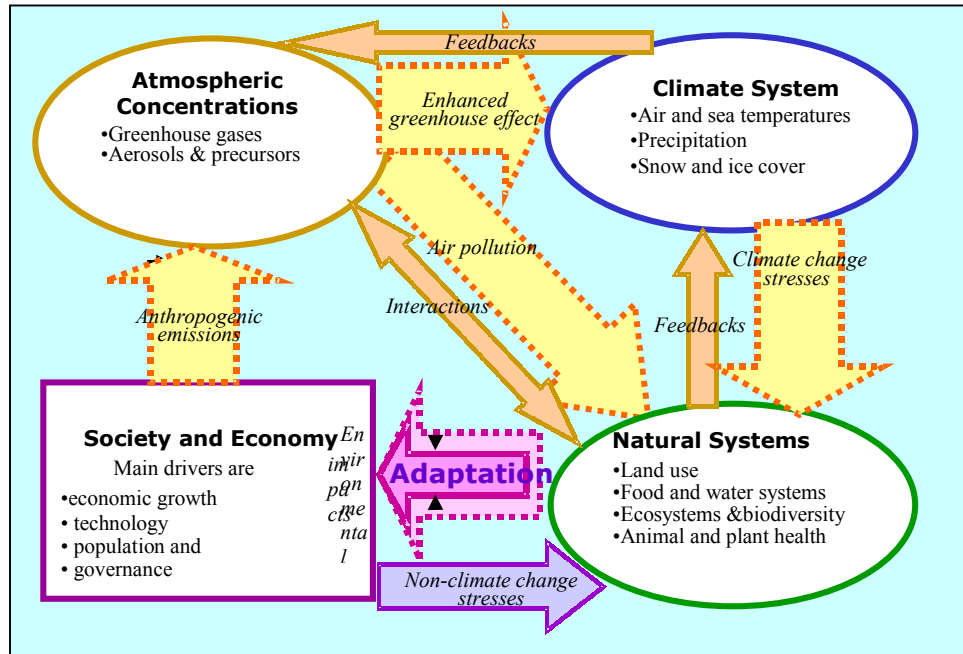 Feedbacks
Atmospheric
Concentrations
•Greenhouse gases
•Aerosols & precursors
Enhanced
greenhouse effect
Climate System
•Air and sea temperatures
•Precipitation
•Snow and ice cover
Air pollution
Interactions
Climate change
stresses
Feedbacks
Anthropogenic
emissions
Society and Economy
Main drivers are
•economic growth
• technology
• population and
• governance
En
vir
on
me
nta
l
im
pa
cts
Adaptation
Natural Systems
•Land use
•Food and water systems
•Ecosystems &biodiversity
•Animal and plant health
Non-climate change
stresses